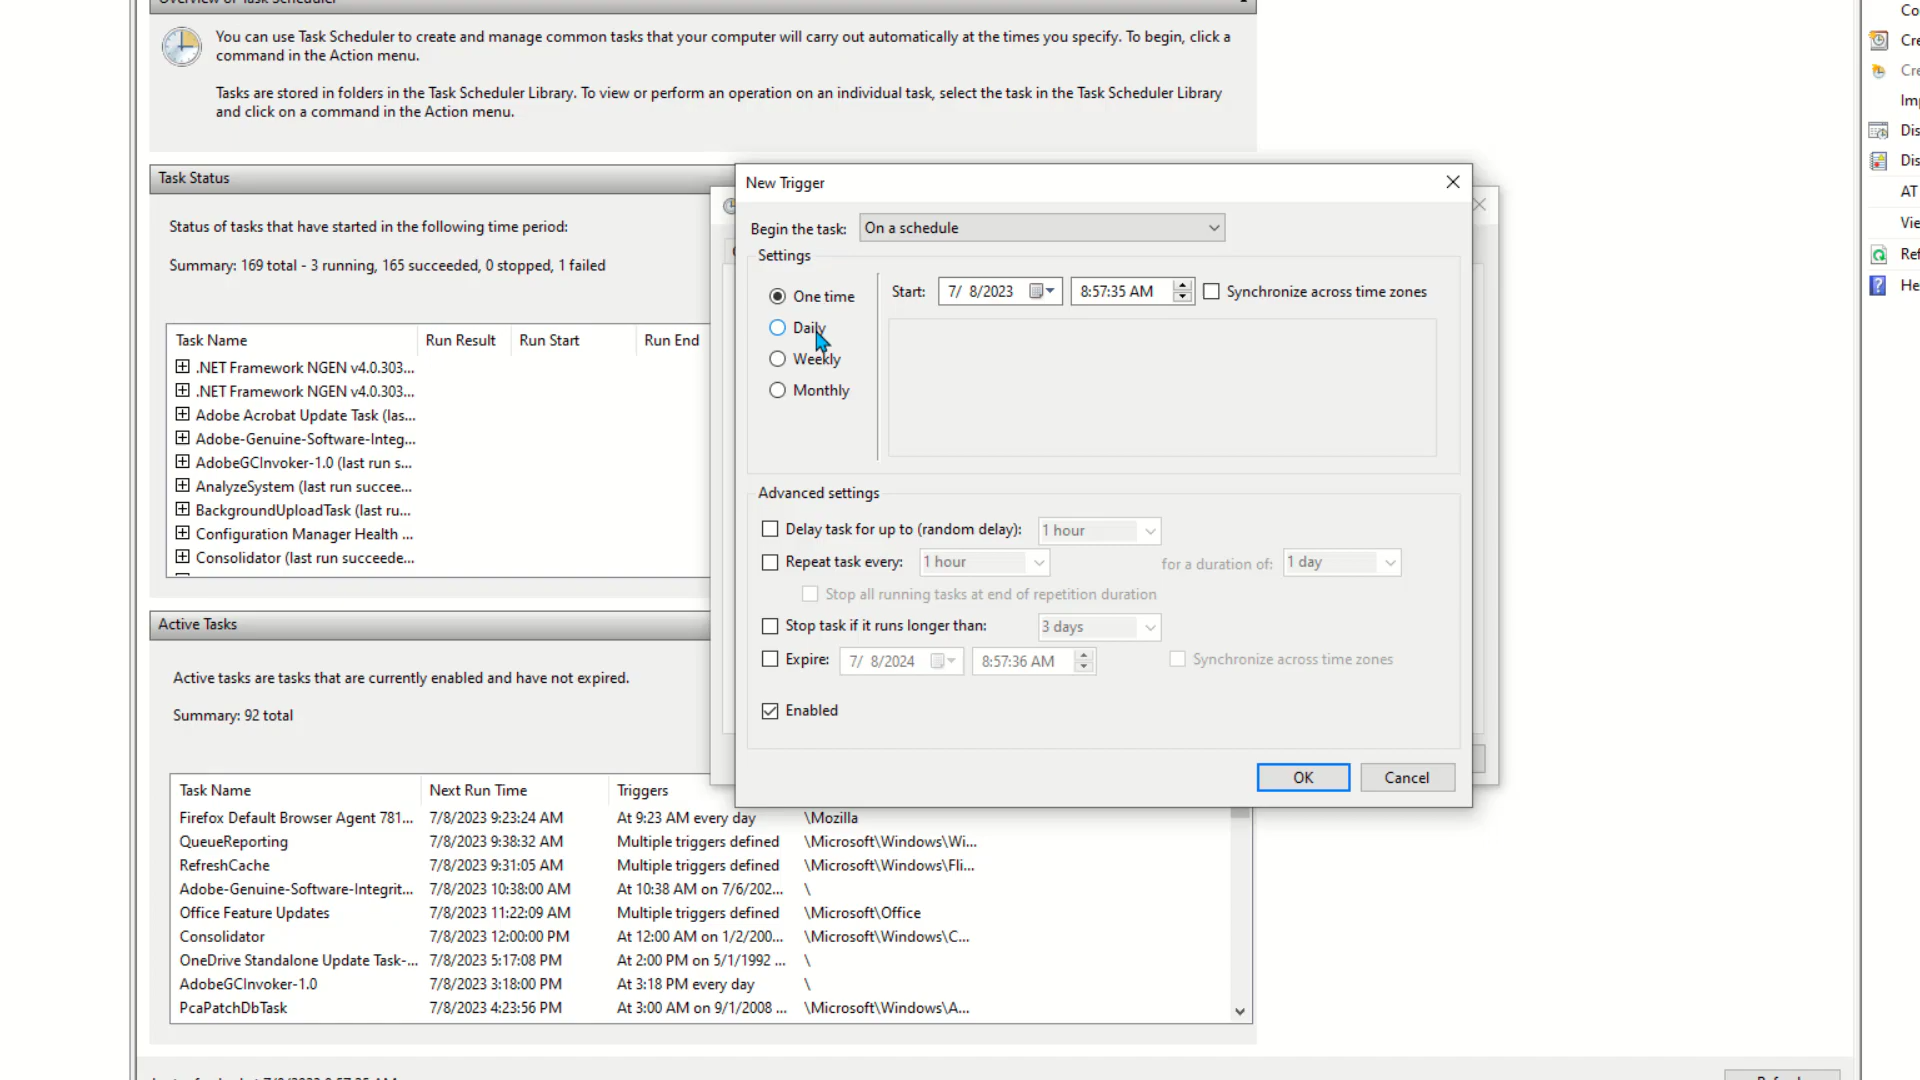 Overview of Task Scheduler
You can use Task Scheduler to create and manage common tasks that your computer will carry out automatically at the times you specify. To begin, click a
command in the Action menu.
Tasks are stored in folders in the Task Scheduler Library. To view or perform an operation on an individual task, select the task in the Task Scheduler Library
and click on a command in the Action menu.
Task Status
Status of tasks that have started in the following time period:
Summary: 169 total - 3 running, 165 succeeded, 0 stopped, 1 failed
Task Name Run Result Run Start Run End
.NET Framework NGEN v4.0.303...
.NET Framework NGEN v4.0.303...
Adobe Acrobat Update Task (las...
Adobe-Genuine-Software-Integ...
AdobeGCInvoker-1.0 (last run s...
AnalyzeSystem (last run succee...
BackgroundUploadTask (last ru...
Configuration Manager Health ...
Consolidator (last run succeede...
Active Tasks
Active tasks are tasks that are currently enabled and have not expired.
Summary: 92 total
Task Name Next Run Time Triggers
Firefox Default Browser Agent 781... 7/8/2023 9:23:24 AM At 9:23 AM every day \Mozilla
QueueReporting 7/8/2023 9:38:32 AM Multiple triggers defined \Microsoft\Windows\Wi...
RefreshCache 7/8/2023 9:31:05 AM Multiple triggers defined \Microsoft\Windows\Fli...
Adobe-Genuine-Software-Integrit... 7/8/2023 10:38:00 AM At 10:38 AM on 7/6/202... \
Office Feature Updates 7/8/2023 11:22:09 AM Multiple triggers defined \Microsoft\Office
Consolidator 7/8/2023 12:00:00 PM At 12:00 AM on 1/2/200... \Microsoft\Windows\C...
OneDrive Standalone Update Task-... 7/8/2023 5:17:08 PM At 2:00 PM on 5/1/1992 ... \
AdobeGCInvoker-1.0 7/8/2023 3:18:00 PM At 3:18 PM every day \
PcaPatchDbTask 7/8/2023 4:23:56 PM At 3:00 AM on 9/1/2008 ... \Microsoft\Windows\A...
New Trigger
Begin the task: On a schedule
Settings
One time
Daily
Weekly
Monthly
Start: 7/ 8/2023 8:57:35 AM Synchronize across time zones
Advanced settings
Delay task for up to (random delay): 1 hour
Repeat task every: 1 hour for a duration of: 1 day
Stop all running tasks at end of repetition duration
Stop task if it runs longer than: 3 days
Expire: 7/ 8/2024 8:57:36 AM Synchronize across time zones
Enabled
OK Cancel
Co
Cre
Cre
Imp
Dis
Dis
AT
Vie
Ref
He